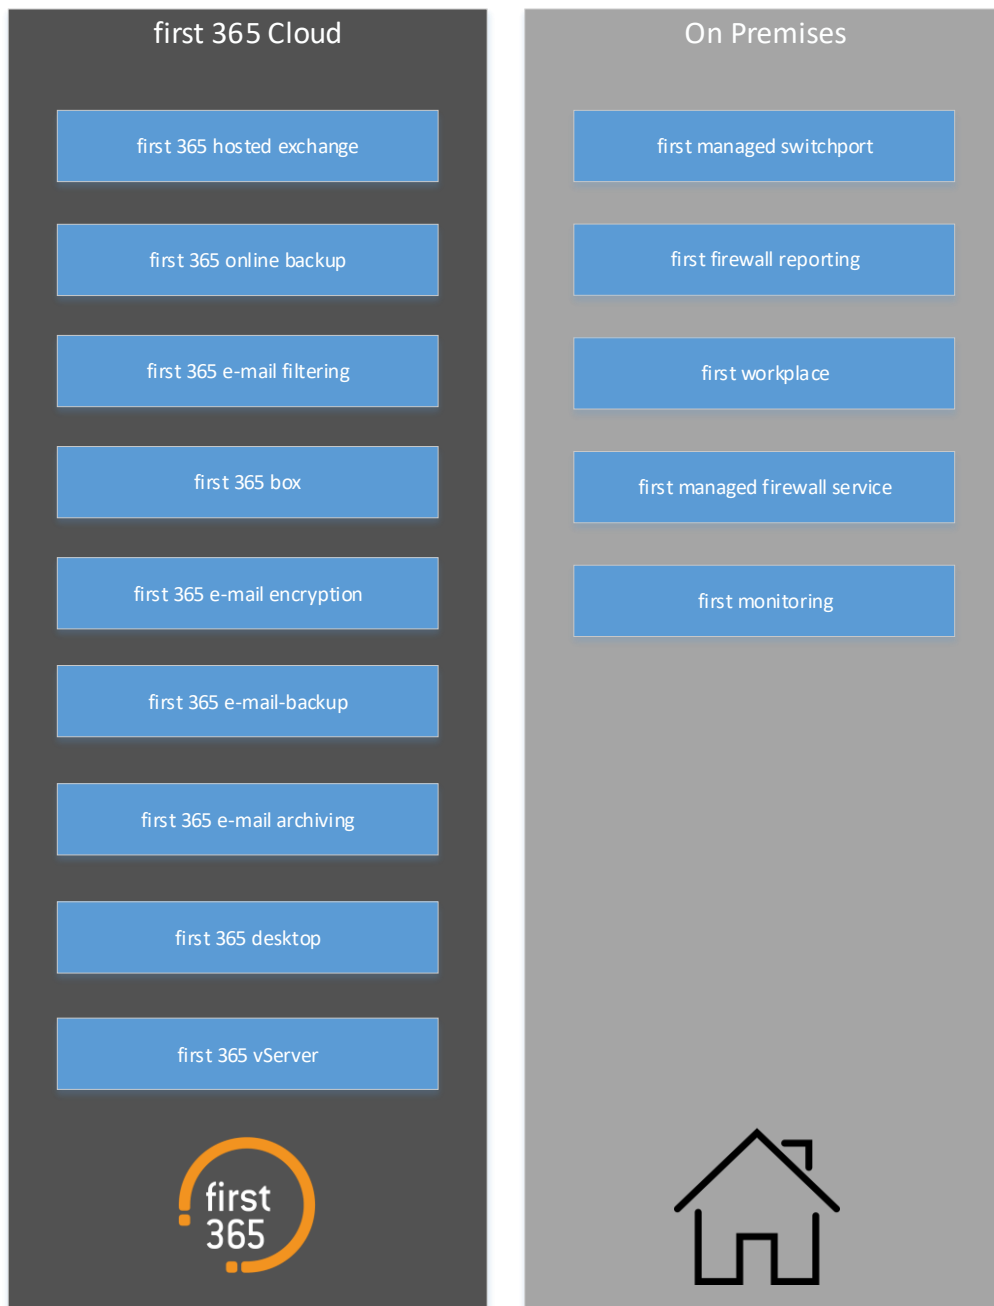 first 365 Cloud
first 365 hosted exchange
first 365 online backup
first 365 e-mail filtering
first 365 box
first 365 e-mail encryption
first 365 e-mail-backup
first 365 e-mail archiving
first 365 desktop
first 365 vServer
first
365
On Premises
first managed switchport
first firewall reporting
first workplace
first managed firewall service
first monitoring